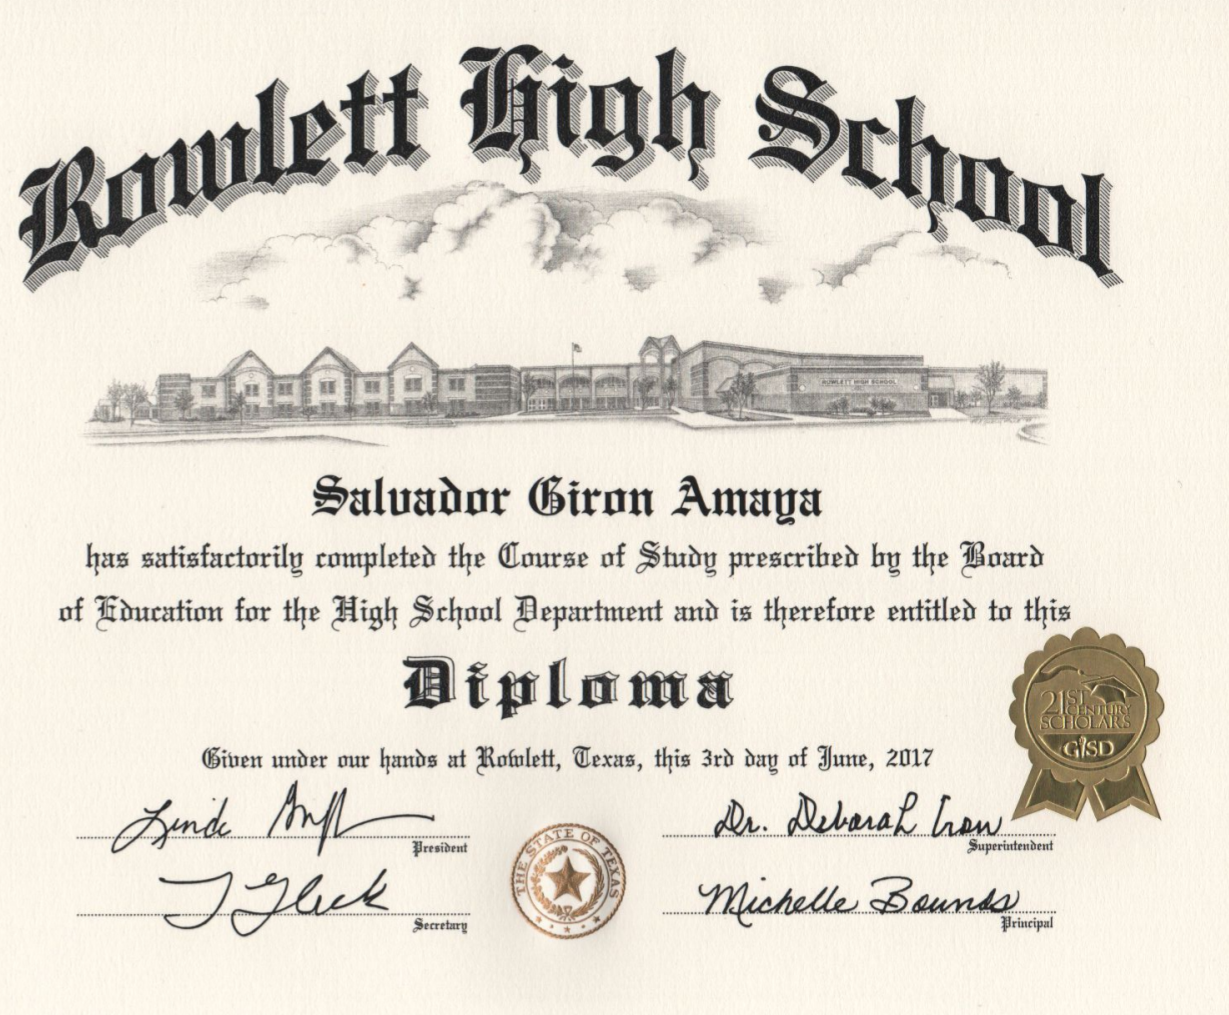 Rowlett High School
ROWLETT HIGH SCHOOL
Salvador Giron Amaya
has satisfactorily completed the Course of Study prescribed by the Board
of Education for the High School Department and is therefore entitled to this
Diploma
21ST
CENTURY
SCHOLARS
GISD
Given under our hands at Rowlett, Texas, this 3rd day of June, 2017
Linda
President
Dr. Deborah Cron
Superintendent
THE STATE OF TEXAS
Secretary
Michelle Bounds
Principal